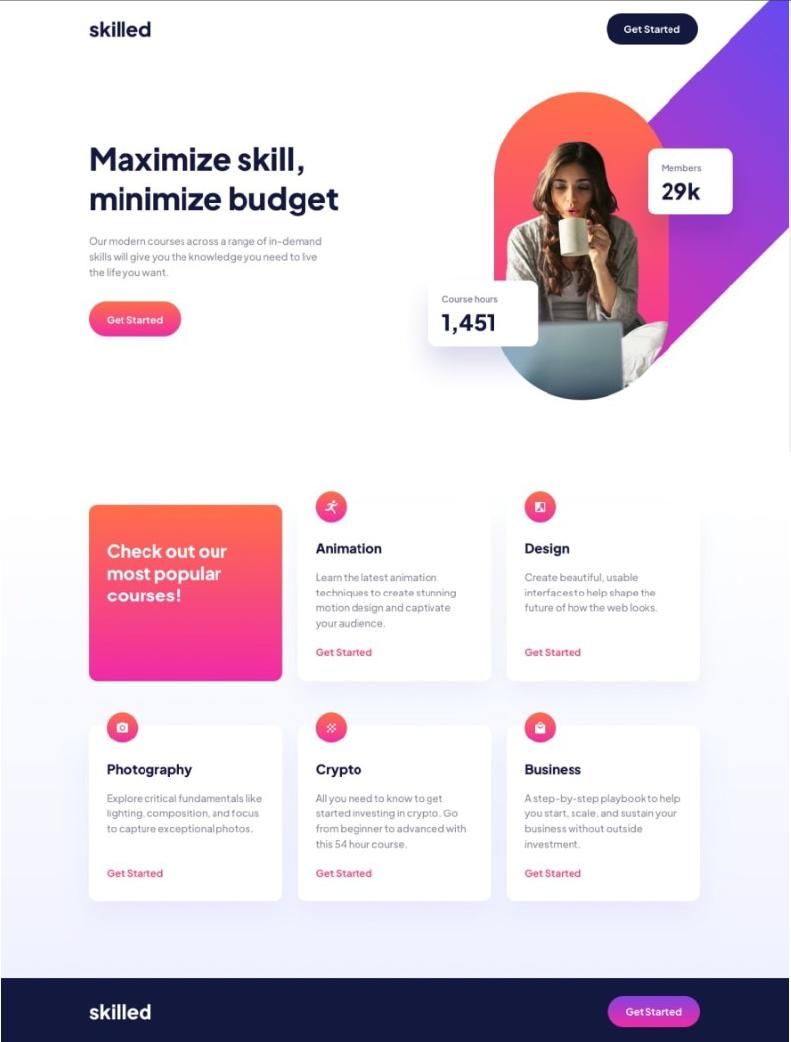 skilled
Get Started
Maximize skill,
minimize budget
Our modern courses across a range of in-demand
skills will give you the knowledge you need to live
the life you want.
Get Started
Members
29k
Course hours
1,451
Check out our
most popular
courses!
Animation
Learn the latest animation
techniques to create stunning
motion design and captivate
your audience.
Get Started
Design
Create beautiful, usable
interfaces to help shape the
future of how the web looks.
Get Started
Photography
Explore critical fundamentals like
lighting, composition, and focus
to capture exceptional photos.
Get Started
Crypto
All you need to know to get
started investing in crypto. Go
from beginner to advanced with
this 54 hour course.
Get Started
Business
A step-by-step playbook to help
you start, scale, and sustain your
business without outside
investment.
Get Started
skilled
Get Started